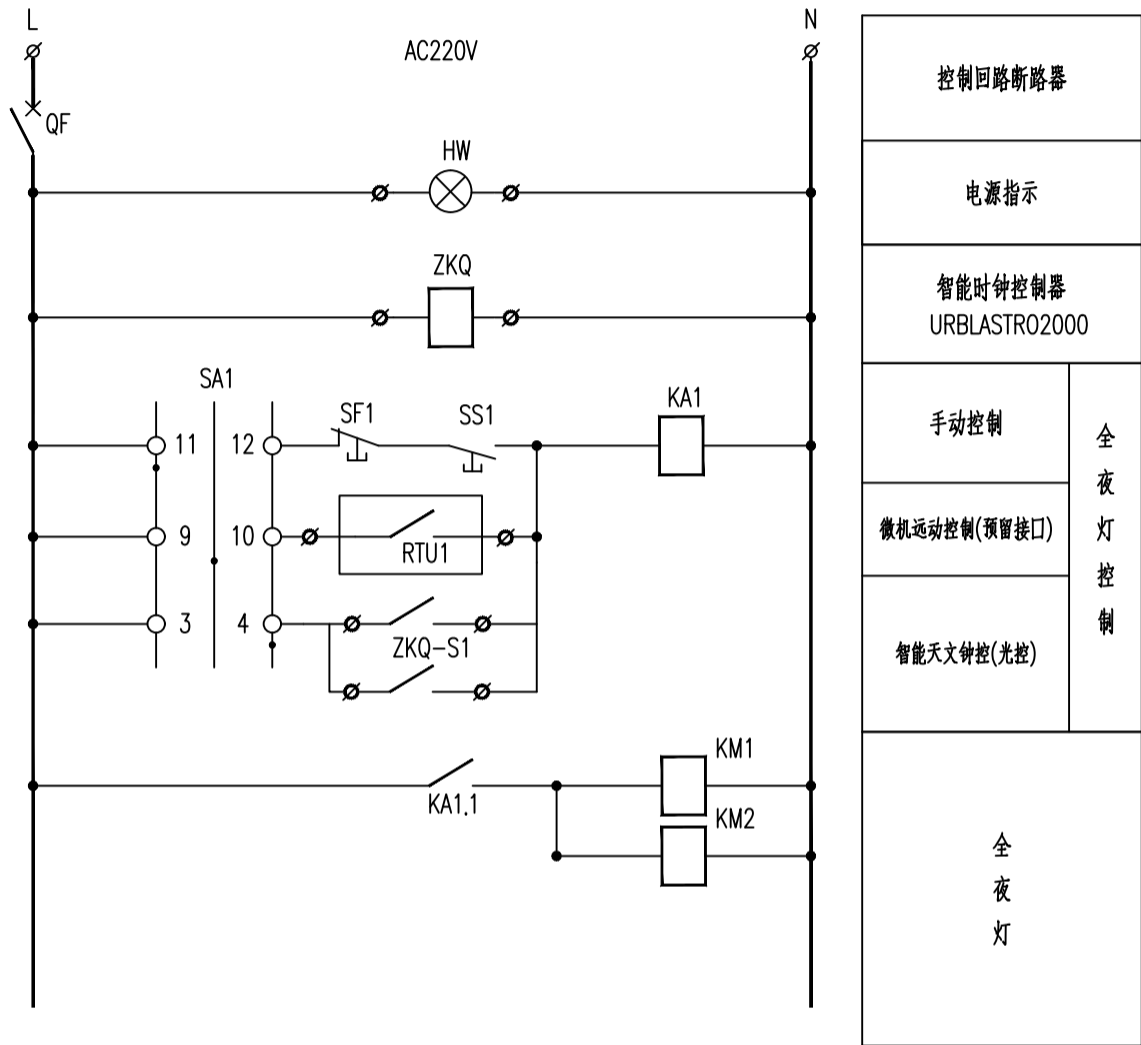 L
N
AC220V
QF
HW
ZKQ
SA1
SF1
SS1
KA1
11
12
9
10
RTU1
3
4
ZKQ-S1
KM1
KA1.1
KM2
控制回路断路器
电源指示
智能时钟控制器
URBLASTRO2000
手动控制
微机远动控制(预留接口)
智能天文钟控(光控)
全
夜
灯
控
制
全
夜
灯